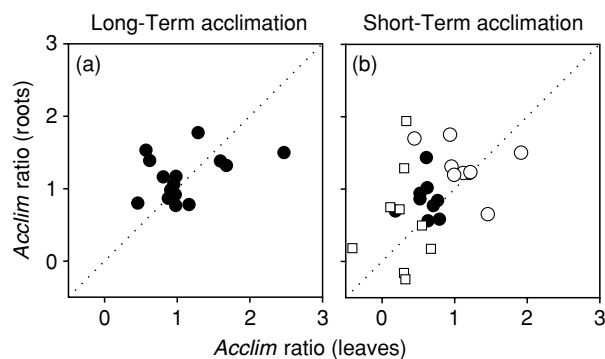 Long-Term acclimation Short-Term acclimation
(a) (b)
Acclim ratio (roots)
3
2
1
0
0 1 2 3 0 1 2 3
Acclim ratio (leaves)